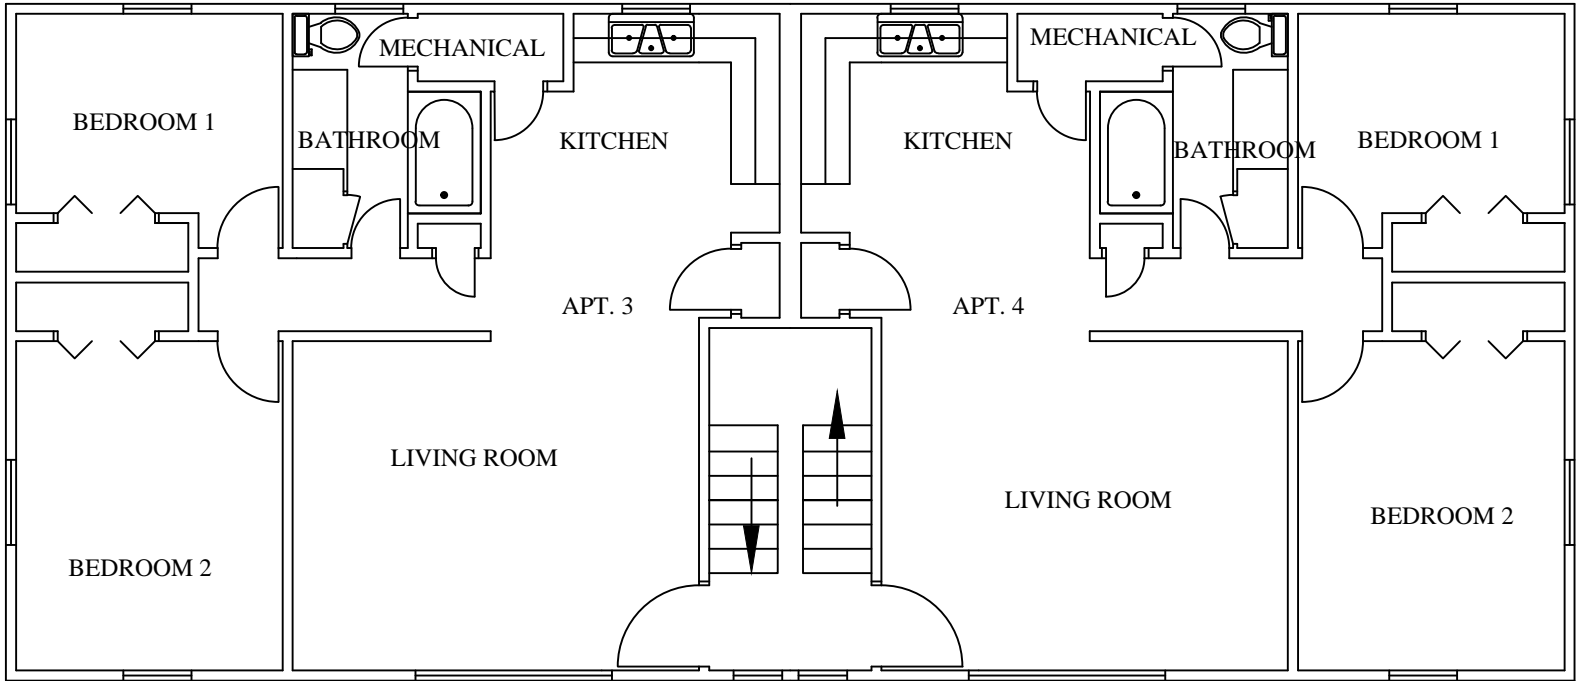 MECHANICAL
MECHANICAL
BEDROOM 1
BATHROOM
KITCHEN
KITCHEN
BATHROOM
BEDROOM 1
APT. 3
APT. 4
LIVING ROOM
LIVING ROOM
BEDROOM 2
BEDROOM 2